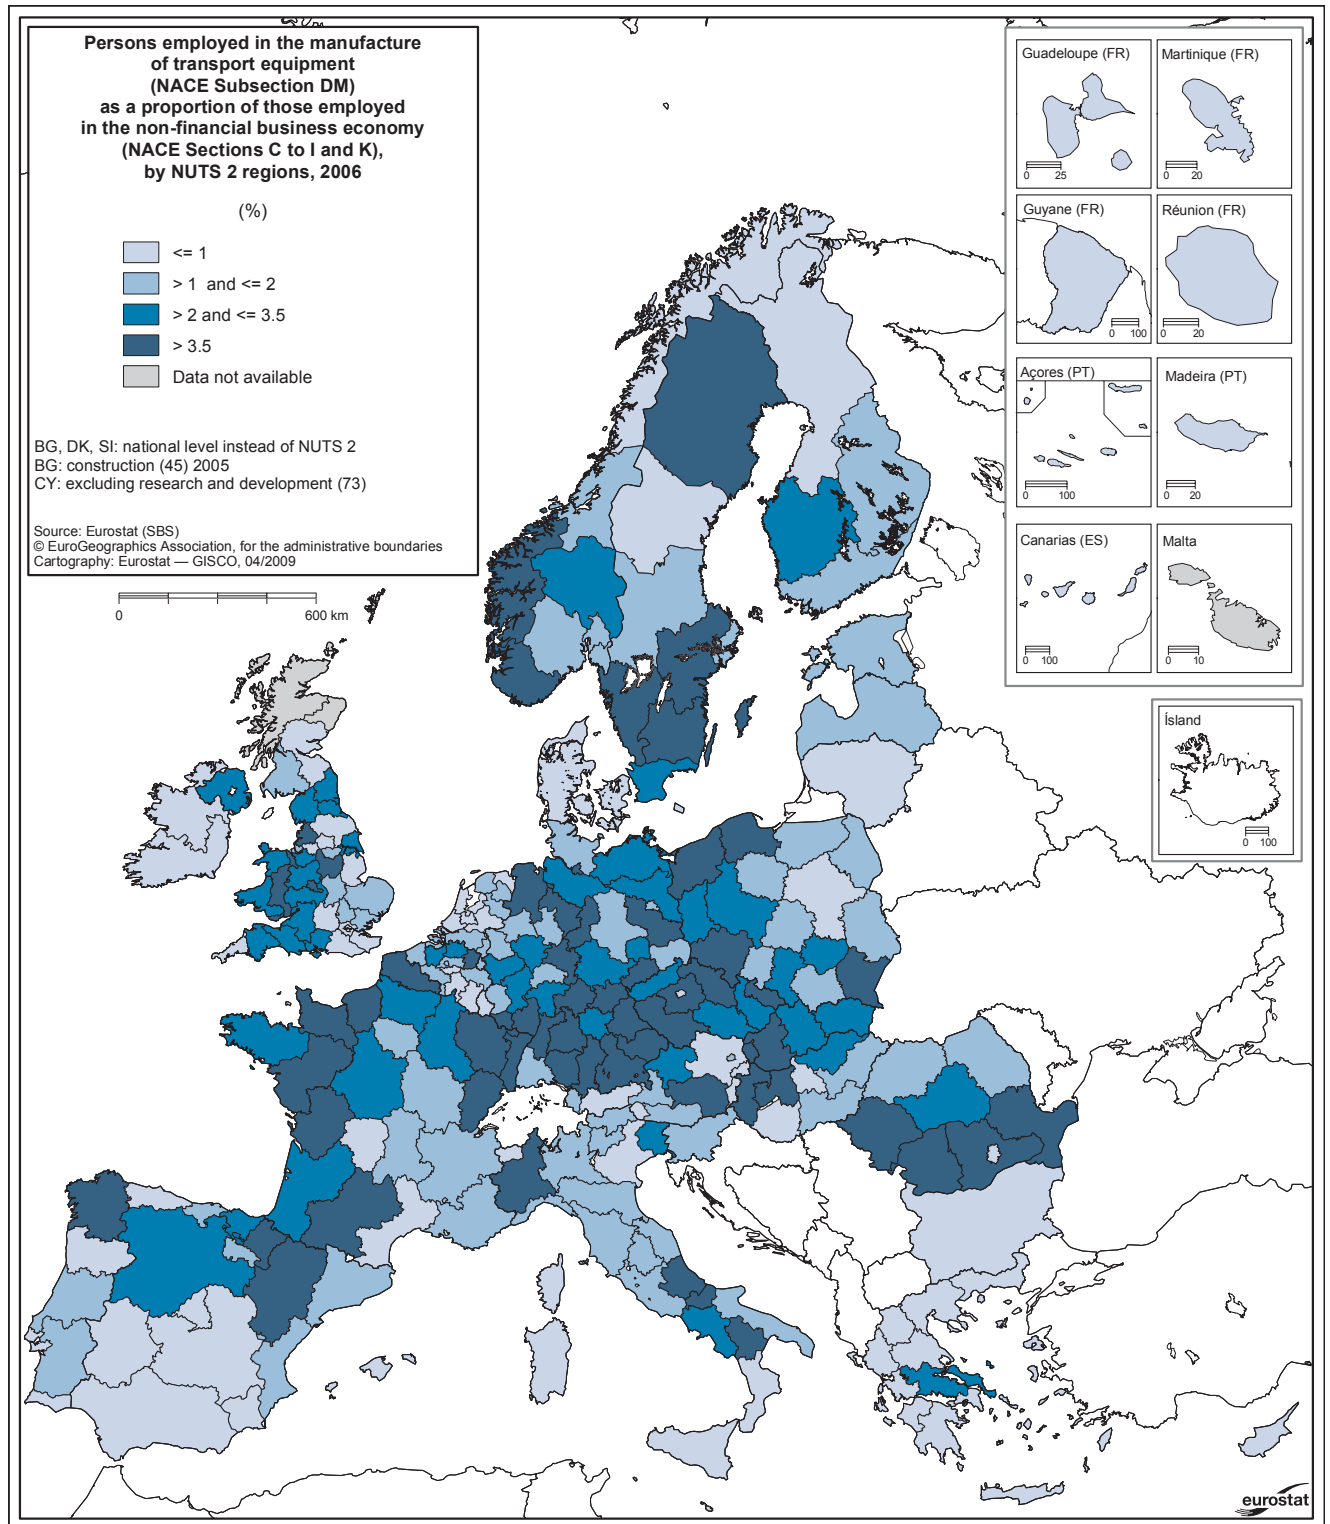 Persons employed in the manufacture
of transport equipment
(NACE Subsection DM)
as a proportion of those employed
in the non-financial business economy
(NACE Sections C to I and K),
by NUTS 2 regions, 2006
(%)
<= 1
> 1 and <= 2
> 2 and <= 3.5
> 3.5
Data not available
BG, DK, SI: national level instead of NUTS 2
BG: construction (45) 2005
CY: excluding research and development (73)
Source: Eurostat (SBS)
© EuroGeographics Association, for the administrative boundaries
Cartography: Eurostat — GISCO, 04/2009
0 600 km
Guadeloupe (FR)
0 25
Martinique (FR)
0 20
Guyane (FR)
0 100
Réunion (FR)
0 20
Açores (PT)
0 100
Madeira (PT)
0 20
Canarias (ES)
0 100
Malta
0 10
Ísland
0 100
eurostat